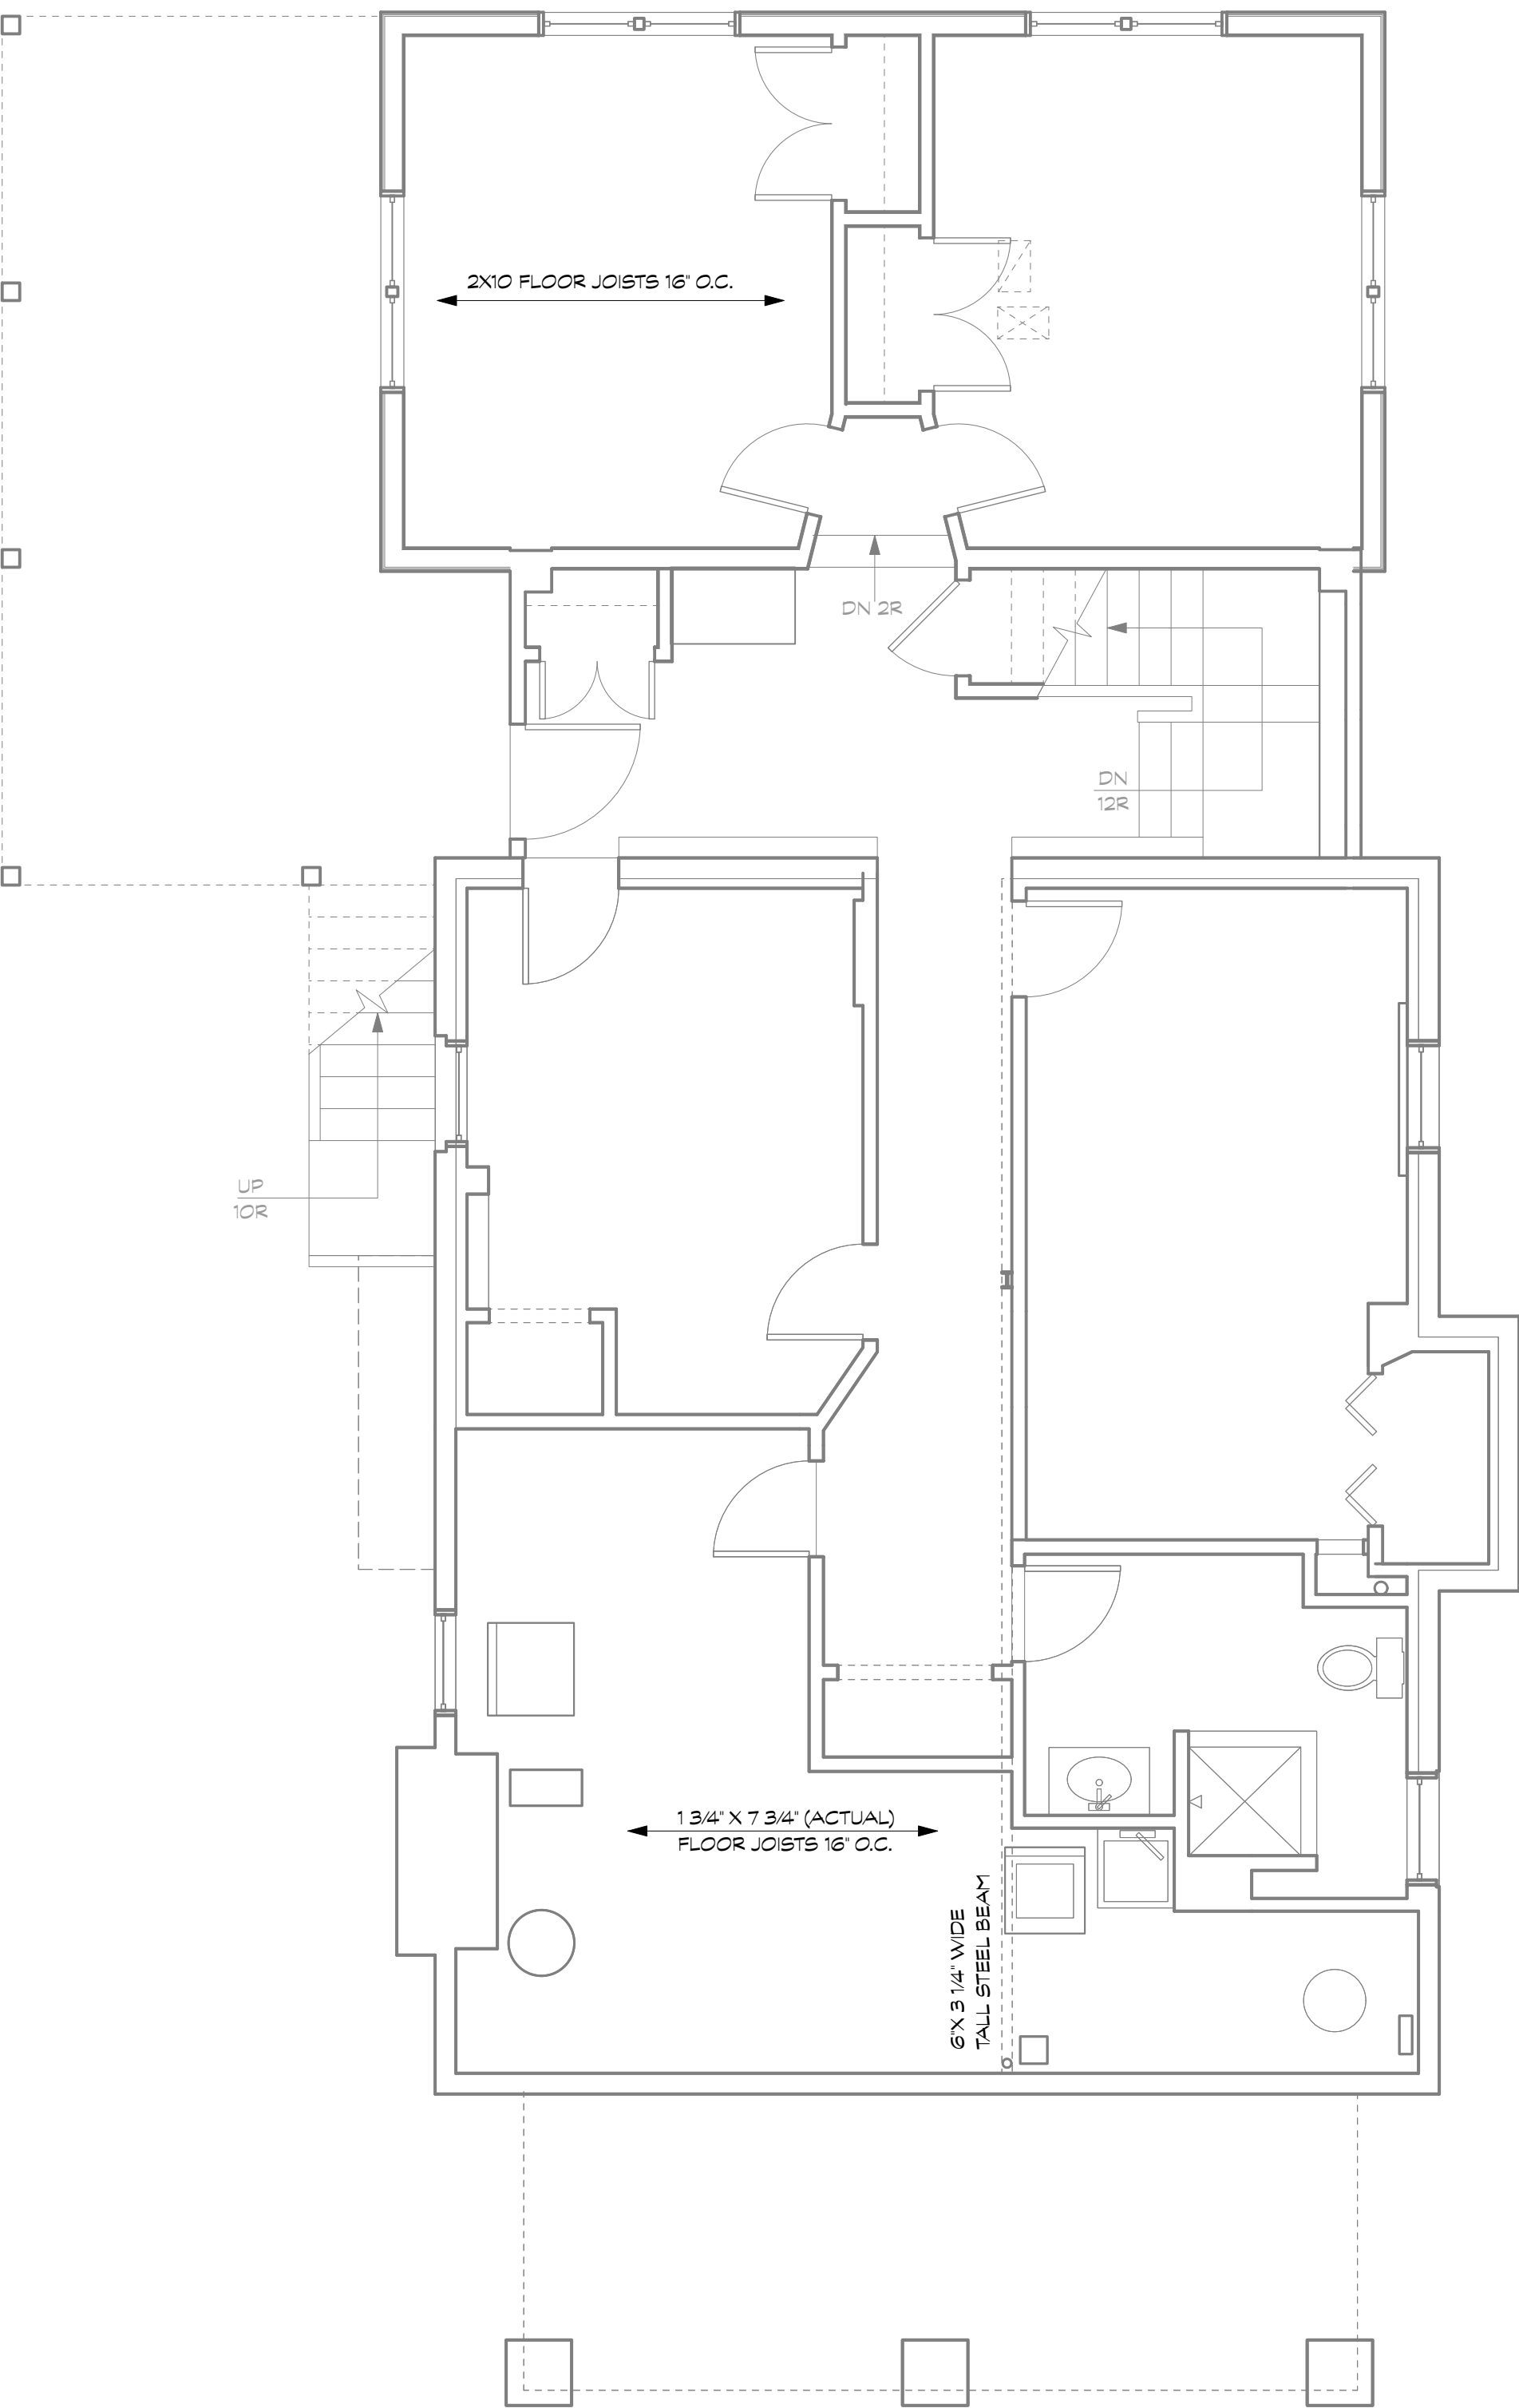 2X10 FLOOR JOISTS 16" O.C.
DN 2R
DN
12R
UP
10R
1 3/4" X 7 3/4" (ACTUAL)
FLOOR JOISTS 16" O.C.
6"X 3 1/4" WIDE
TALL STEEL BEAM